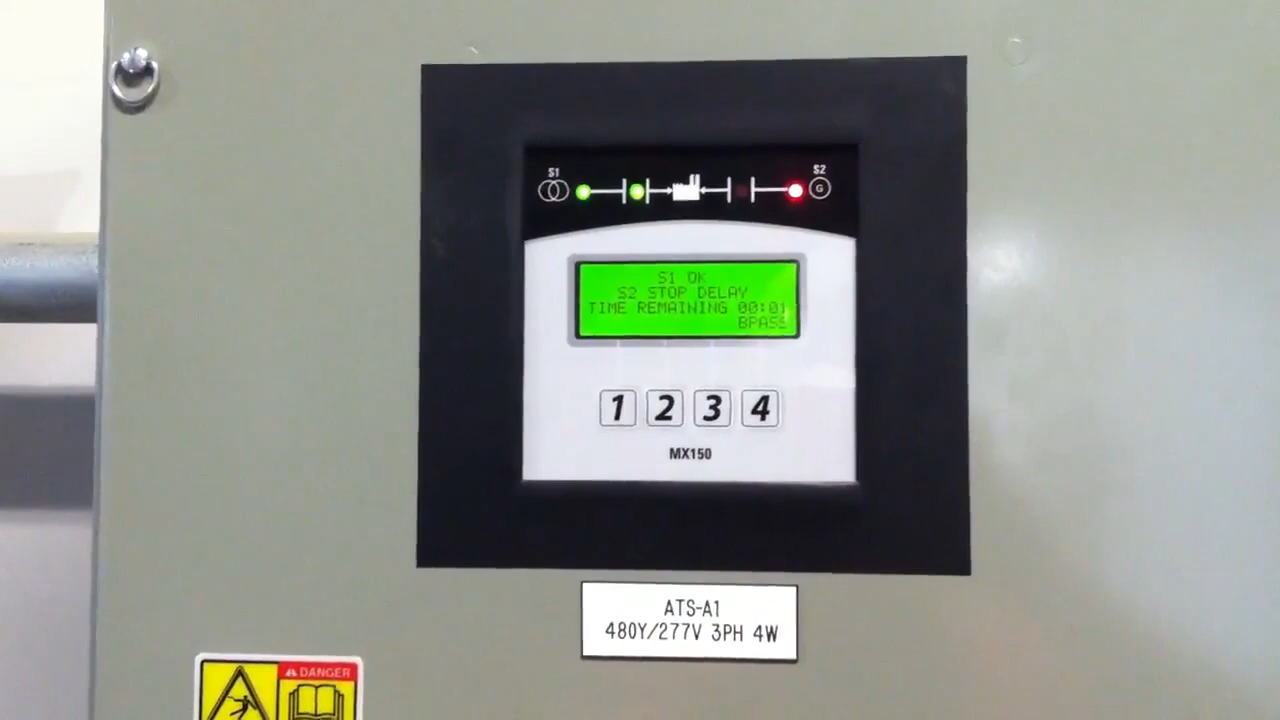 S1
S2
G
S1 OK
S2 STOP DELAY
TIME REMAINING 00:01
BPASS
1 2 3 4
MX150
ATS-A1
480Y/277V 3PH 4W
DANGER